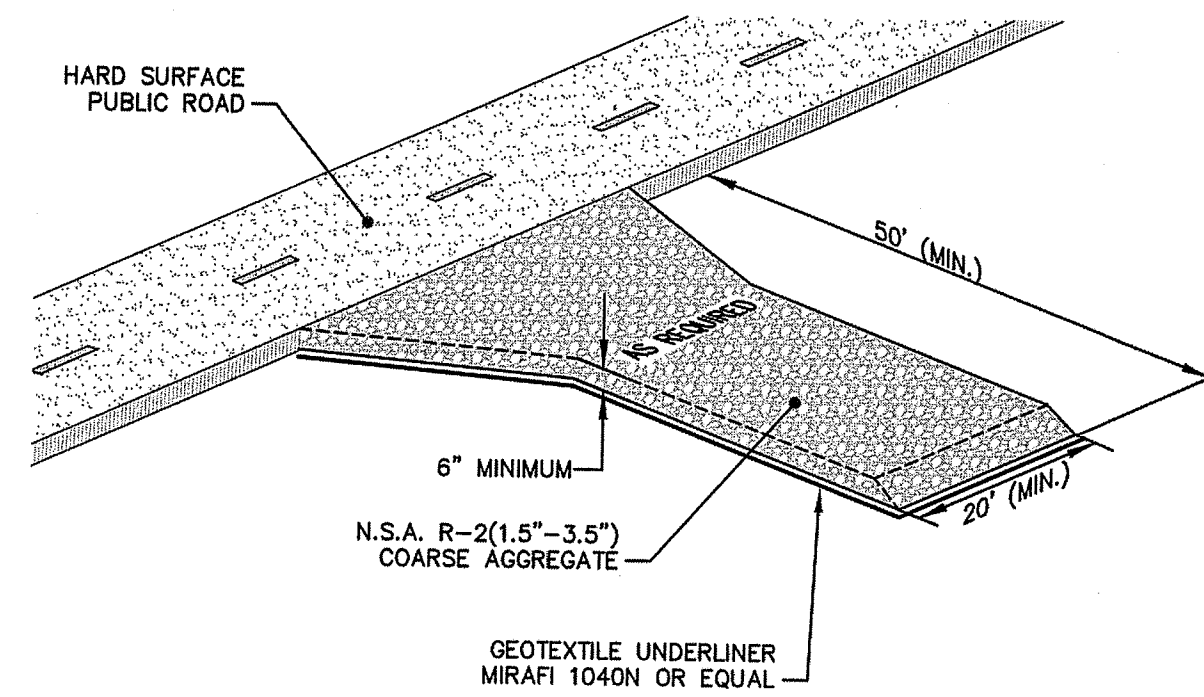 HARD SURFACE
PUBLIC ROAD
50' (MIN.)
AS REQUIRED
6" MINIMUM
20' (MIN.)
N.S.A. R-2(1.5"-3.5")
COARSE AGGREGATE
GEOTEXTILE UNDERLINER
MIRAFI 1040N OR EQUAL